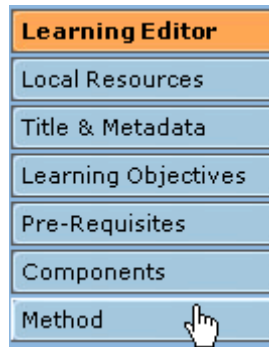 Learning Editor
Local Resources
Title & Metadata
Learning Objectives
Pre-Requisites
Components
Method